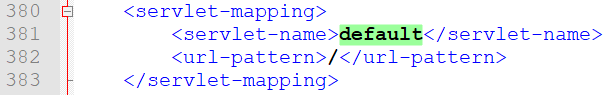 380 <servlet-mapping>
381 <servlet-name>default</servlet-name>
382 <url-pattern>/</url-pattern>
383 </servlet-mapping>